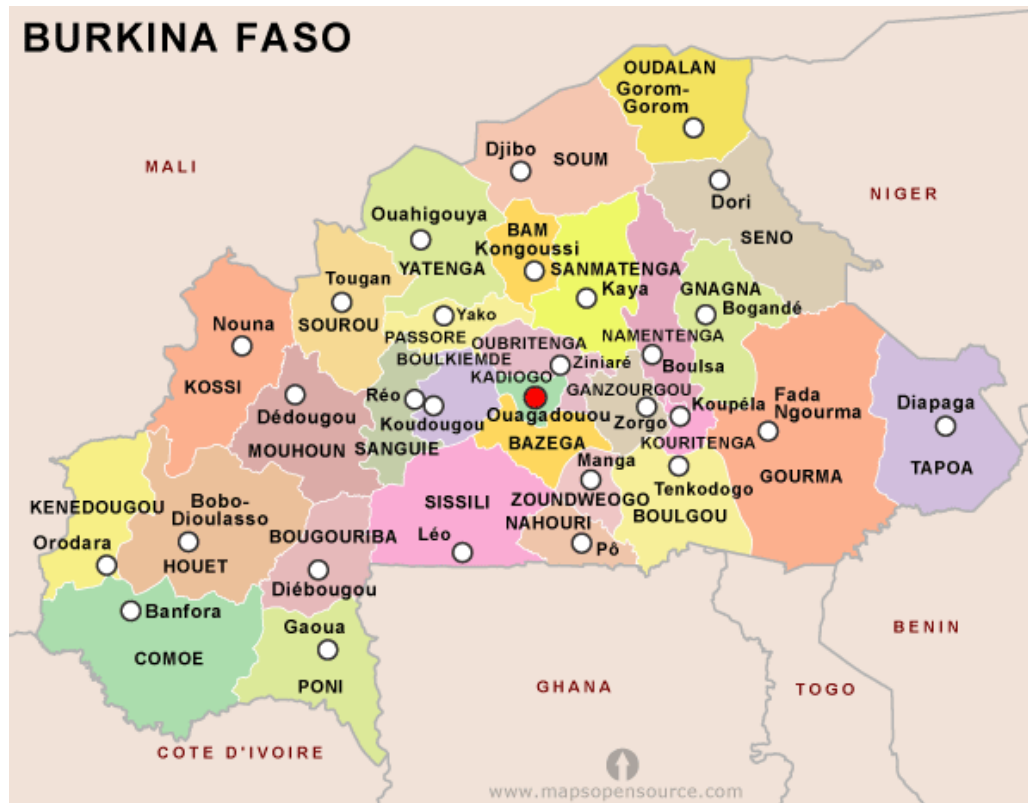 BURKINA FASO
OUDALAN
Gorom-
Gorom
Djibo
SOUM
MALI
Dori
NIGER
Ouahigouya
BAM
Kongoussi
SENO
YATENGA
SANMATENGA
Tougan
Kaya
GNAGNA
Bogandé
SOUROU
Nouna
Yako
PASSORE
NAMENTENGA
OUBRITENGA
BOULKIEMDE
Ziniaré
Boulsa
KADIOGO
KOSSI
Réo
GANZOURGOU
Dédougou
Koudougou
Ouagadouou
Zorgo
Koupéla
Fada
Ngourma
Diapaga
MOUHOUN
SANGUIE
BAZEGA
KOURITENGA
Manga
TAPOA
Tenkodogo
GOURMA
KENEDOUGOU
Bobo-
Dioulasso
SISSILI
ZOUNDWEOGO
BOULGOU
NAHOURI
BOUGOURIBA
Léo
Pô
Orodara
HOUET
Diébougou
Banfora
Gaoua
BENIN
COMOE
PONI
GHANA
TOGO
COTE D'IVOIRE
www.mapsopensource.com